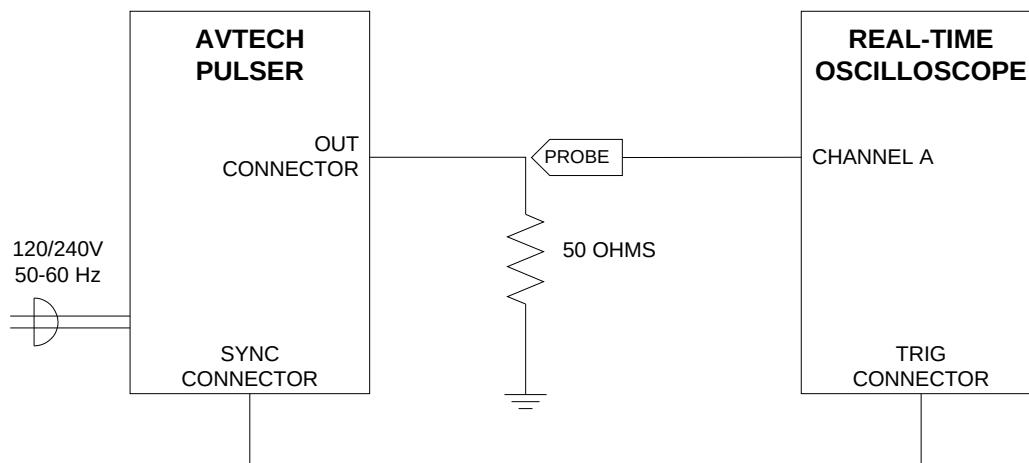 AVTECH
PULSER
REAL-TIME
OSCILLOSCOPE
OUT
CONNECTOR
PROBE
CHANNEL A
120/240V
50-60 Hz
50 OHMS
SYNC
CONNECTOR
TRIG
CONNECTOR